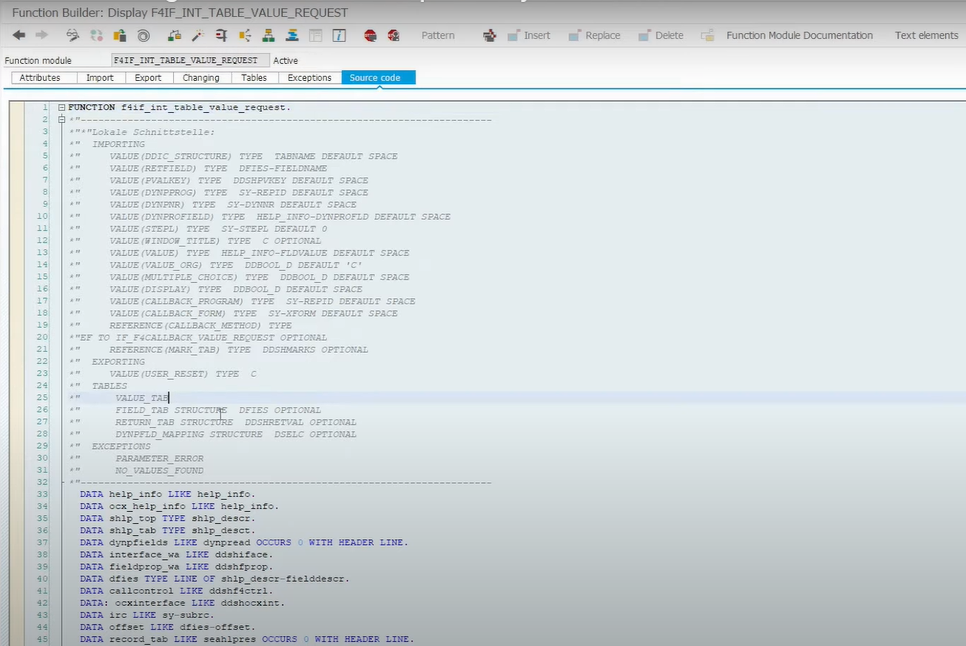 Function Builder: Display F4IF_INT_TABLE_VALUE_REQUEST
Pattern Insert Replace Delete Function Module Documentation Text elements
Function module F4IF_INT_TABLE_VALUE_REQUEST Active
Attributes Import Export Changing Tables Exceptions Source code
1 FUNCTION f4if_int_table_value_request.
2 *"----------------------------------------------------------------------
3 *"*"Lokale Schnittstelle:
4 *" IMPORTING
5 *" VALUE(DDIC_STRUCTURE) TYPE TABNAME DEFAULT SPACE
6 *" VALUE(RETFIELD) TYPE DFIES-FIELDNAME
7 *" VALUE(PVALKEY) TYPE DDSHPVKEY DEFAULT SPACE
8 *" VALUE(DYNPPROG) TYPE SY-REPID DEFAULT SPACE
9 *" VALUE(DYNPNR) TYPE SY-DYNNR DEFAULT SPACE
10 *" VALUE(DYNPROFIELD) TYPE HELP_INFO-DYNPROFLD DEFAULT SPACE
11 *" VALUE(STEPL) TYPE SY-STEPL DEFAULT 0
12 *" VALUE(WINDOW_TITLE) TYPE C OPTIONAL
13 *" VALUE(VALUE) TYPE HELP_INFO-FLDVALUE DEFAULT SPACE
14 *" VALUE(VALUE_ORG) TYPE DDBOOL_D DEFAULT 'C'
15 *" VALUE(MULTIPLE_CHOICE) TYPE DDBOOL_D DEFAULT SPACE
16 *" VALUE(DISPLAY) TYPE DDBOOL_D DEFAULT SPACE
17 *" VALUE(CALLBACK_PROGRAM) TYPE SY-REPID DEFAULT SPACE
18 *" VALUE(CALLBACK_FORM) TYPE SY-XFORM DEFAULT SPACE
19 *" REFERENCE(CALLBACK_METHOD) TYPE
20 *"EF TO IF_F4CALLBACK_VALUE_REQUEST OPTIONAL
21 *" REFERENCE(MARK_TAB) TYPE DDSHMARKS OPTIONAL
22 *" EXPORTING
23 *" VALUE(USER_RESET) TYPE C
24 *" TABLES
25 *" VALUE_TAB
26 *" FIELD_TAB STRUCTURE DFIES OPTIONAL
27 *" RETURN_TAB STRUCTURE DDSHRETVAL OPTIONAL
28 *" DYNPFLD_MAPPING STRUCTURE DSELC OPTIONAL
29 *" EXCEPTIONS
30 *" PARAMETER_ERROR
31 *" NO_VALUES_FOUND
32 *"----------------------------------------------------------------------
33 DATA help_info LIKE help_info.
34 DATA ocx_help_info LIKE help_info.
35 DATA shlp_top TYPE shlp_descr.
36 DATA shlp_tab TYPE shlp_desct.
37 DATA dynpfields LIKE dynpread OCCURS 0 WITH HEADER LINE.
38 DATA interface_wa LIKE ddshiface.
39 DATA fieldprop_wa LIKE ddshfprop.
40 DATA dfies TYPE LINE OF shlp_descr-fielddescr.
41 DATA callcontrol LIKE ddshf4ctrl.
42 DATA: ocxinterface LIKE ddshocxint.
43 DATA irc LIKE sy-subrc.
44 DATA offset LIKE dfies-offset.
45 DATA record_tab LIKE seahlpres OCCURS 0 WITH HEADER LINE.